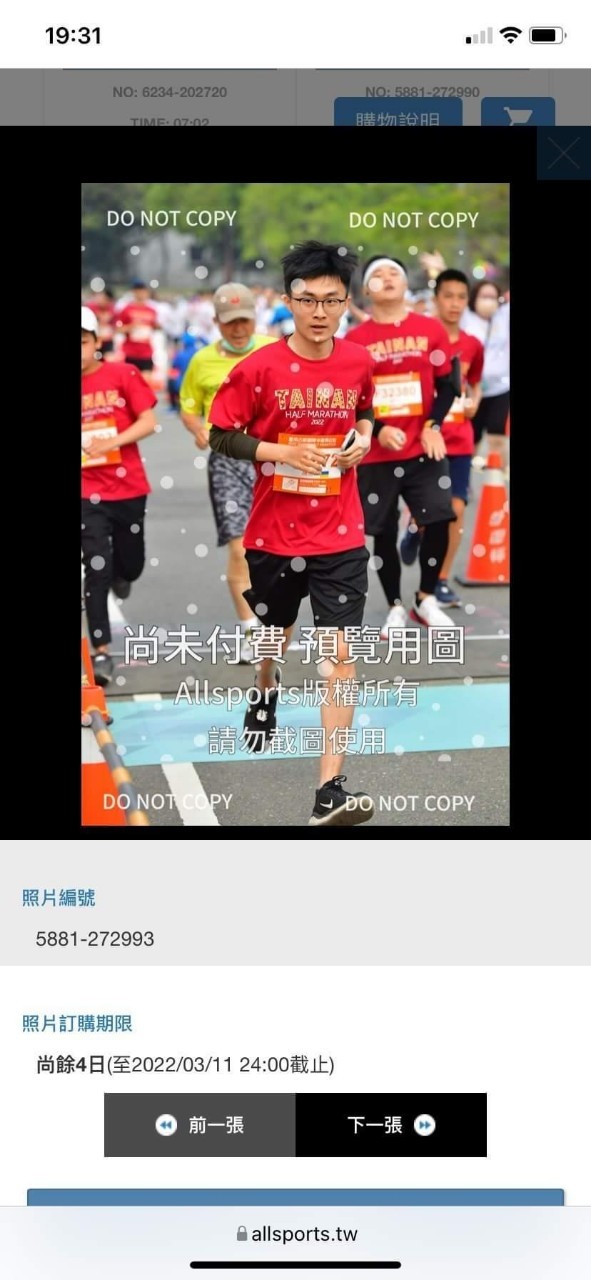 19:31
NO: 6234-202720
NO: 5881-272990
TIME: 07:02
購物說明
DO NOT COPY
DO NOT COPY
TAINAN
HALF MARATHON
2022
TAINAN
HALF MARATHON
32380
尚未付費 預覽用圖
Allsports版權所有
請勿截圖使用
DO NOT COPY
DO NOT COPY
照片編號
5881-272993
照片訂購期限
尚餘4日(至2022/03/11 24:00截止)
前一張
下一張
allsports.tw